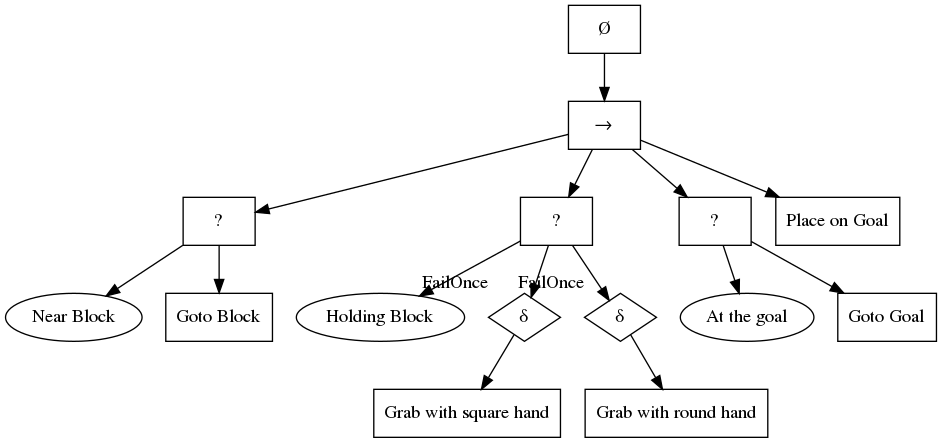 Ø
→
?
?
?
Place on Goal
FailOnce
FailOnce
Near Block
Goto Block
Holding Block
δ
δ
At the goal
Goto Goal
Grab with square hand
Grab with round hand